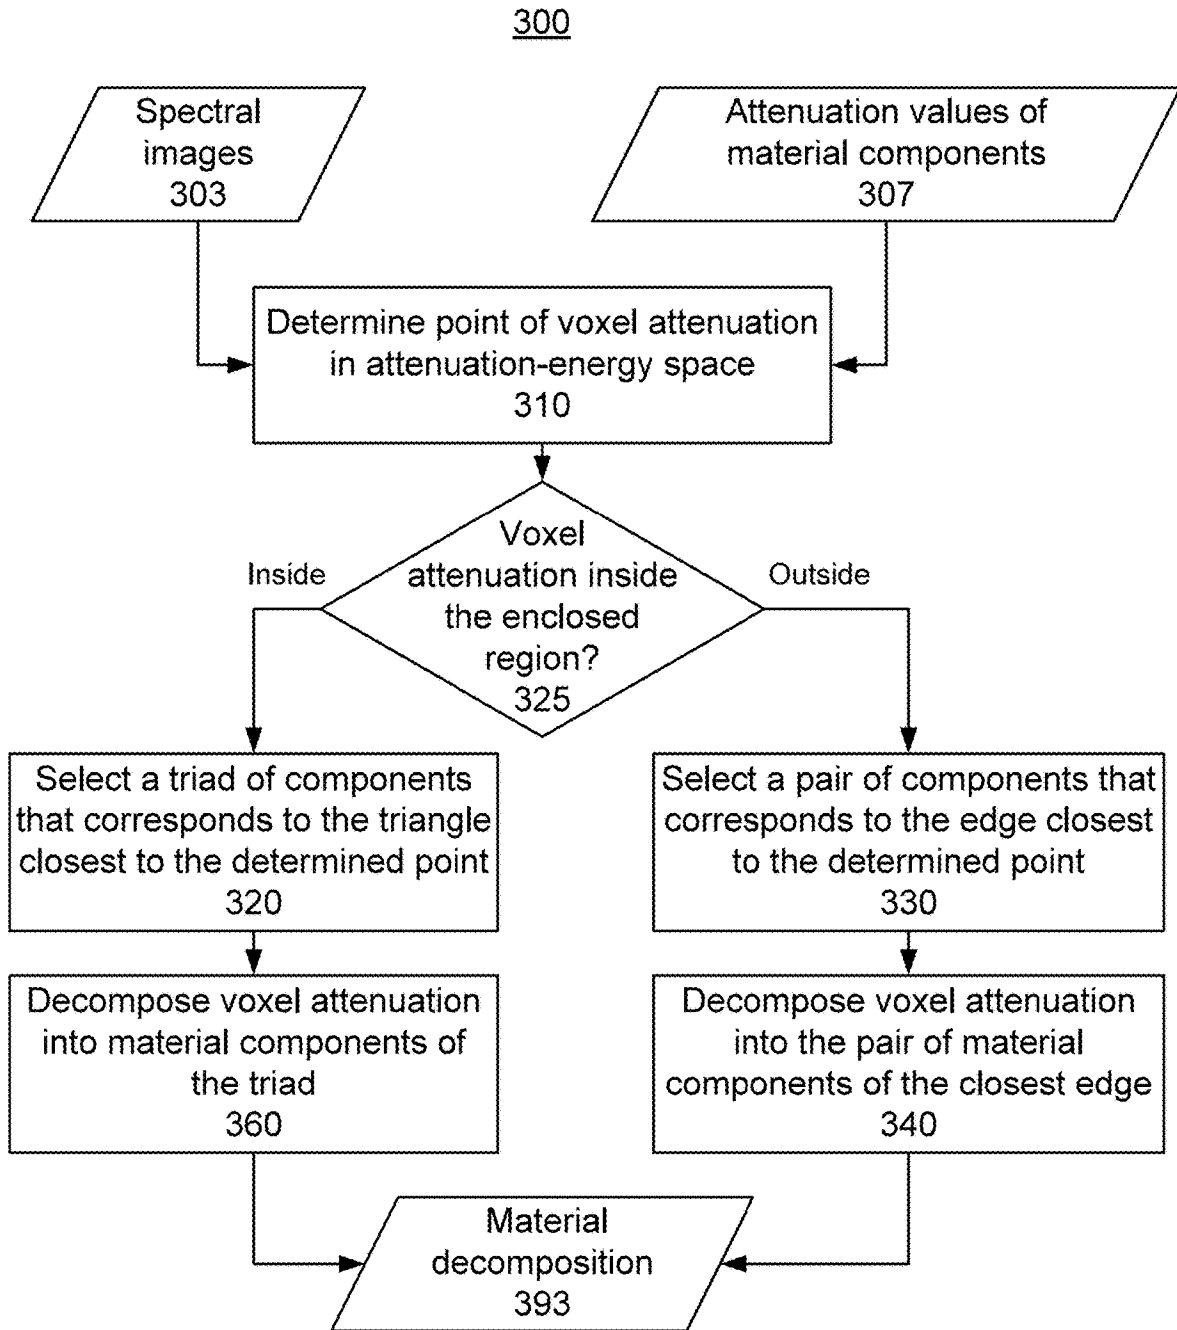 300
Spectral
images
303
Attenuation values of
material components
307
Determine point of voxel attenuation
in attenuation-energy space
310
Voxel
attenuation inside
the enclosed
region?
325
Inside
Outside
Select a triad of components
that corresponds to the triangle
closest to the determined point
320
Select a pair of components that
corresponds to the edge closest
to the determined point
330
Decompose voxel attenuation
into material components of
the triad
360
Decompose voxel attenuation
into the pair of material
components of the closest edge
340
Material
decomposition
393